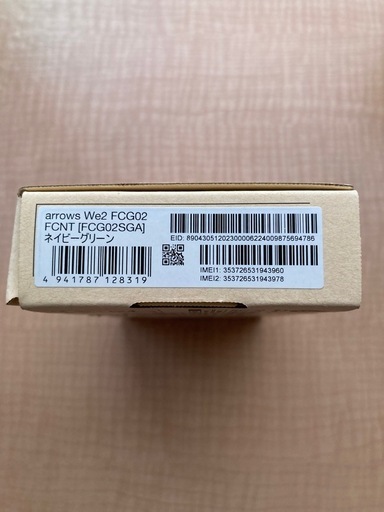 arrows We2 FCG02
FCNT [FCG02SGA]
ネイビーグリーン
4 941787 128319
EID: 89043051202300006224009875694786
IMEI1: 353726531943960
IMEI2: 353726531943978